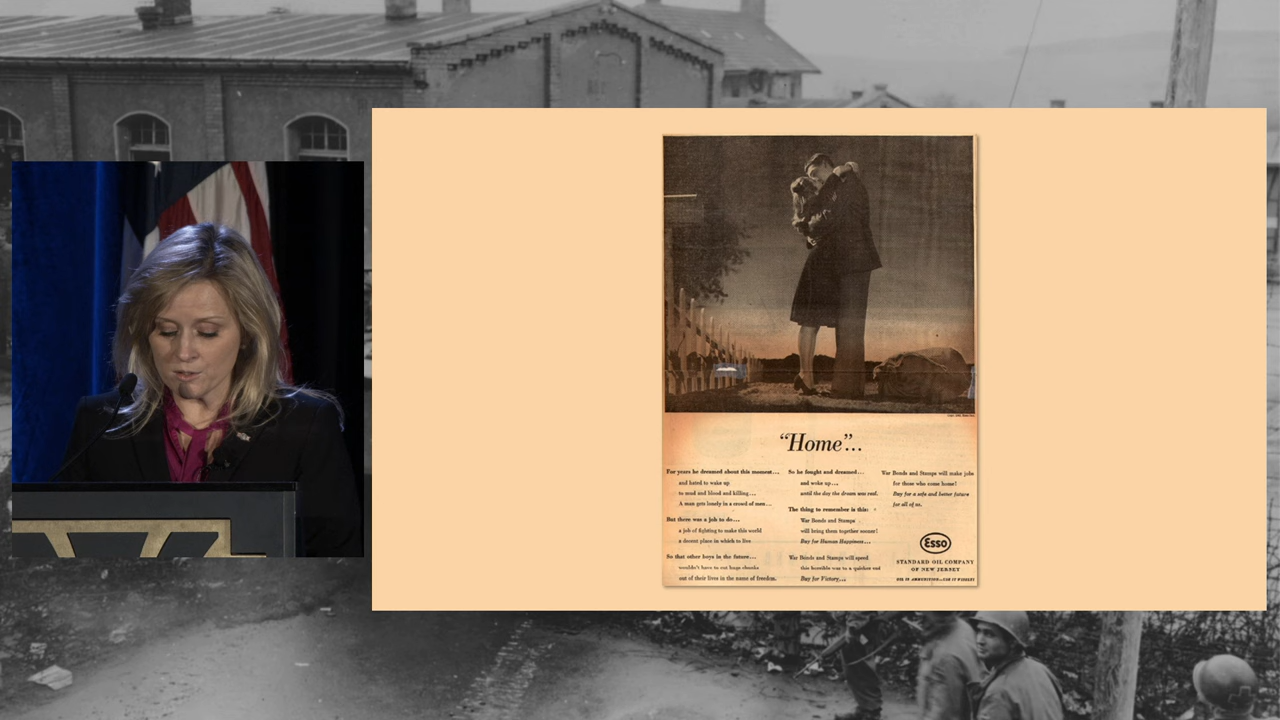 “Home”...
For years he dreamed about this moment...
and hated to wake up
to mud and blood and killing...
A man gets lonely in a crowd of men...
But there was a job to do...
a job of fighting to make this world
a decent place in which to live
So that other boys in the future...
wouldn't have to cut huge chunks
out of their lives in the name of freedom.
So he fought and dreamed...
and woke up...
until the day the dream was real.
The thing to remember is this:
War Bonds and Stamps
will bring them together sooner!
Buy for Human Happiness...
War Bonds and Stamps will speed
this horrible war to a quicker end
Buy for Victory...
War Bonds and Stamps will make jobs
for those who come home!
Buy for a safe and better future
for all of us.
Esso
STANDARD OIL COMPANY
OF NEW JERSEY
OIL IS AMMUNITION—USE IT WISELY